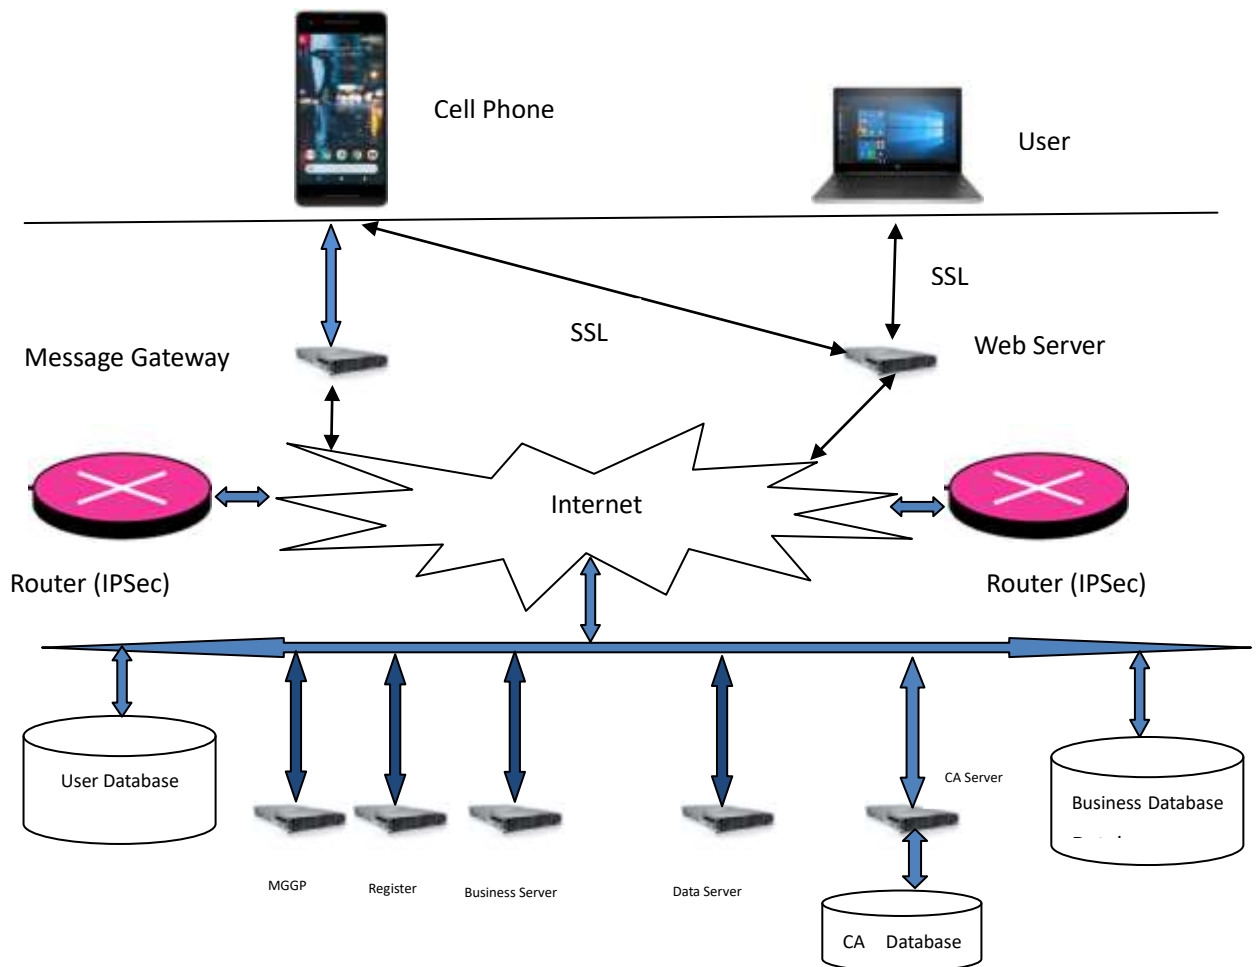 Cell Phone
User
SSL
SSL
Message Gateway
Web Server
Internet
Router (IPSec)
Router (IPSec)
User Database
CA Server
Business Database
MGGP
Register
Business Server
Data Server
CA Database